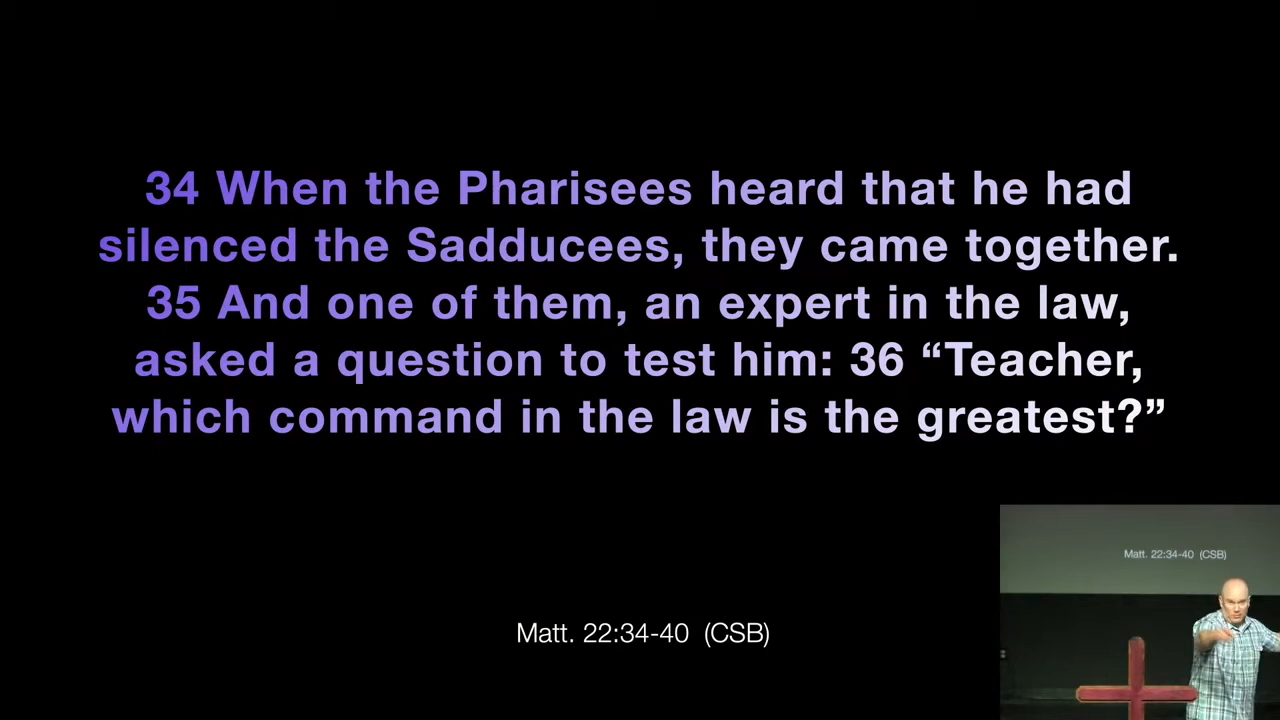 34 When the Pharisees heard that he had
silenced the Sadducees, they came together.
35 And one of them, an expert in the law,
asked a question to test him: 36 “Teacher,
which command in the law is the greatest?”
Matt. 22:34-40 (CSB)
Matt. 22:34-40 (CSB)